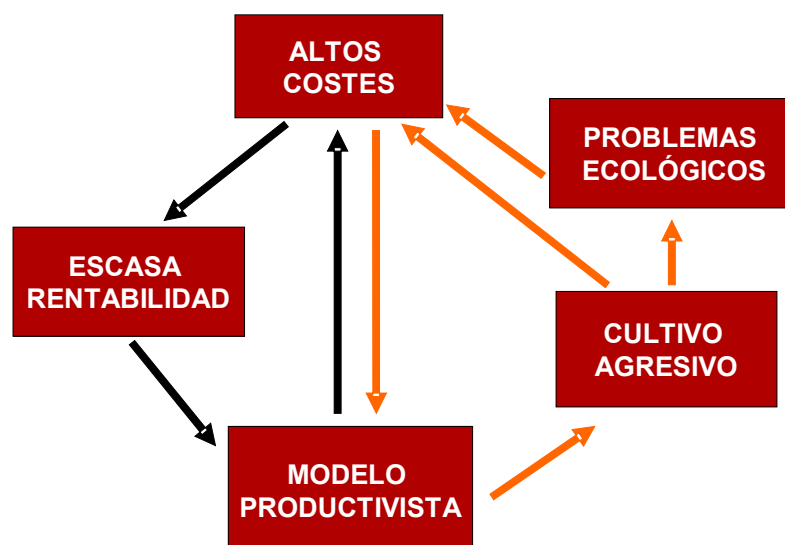 ALTOS
COSTES
PROBLEMAS
ECOLÓGICOS
ESCASA
RENTABILIDAD
CULTIVO
AGRESIVO
MODELO
PRODUCTIVISTA